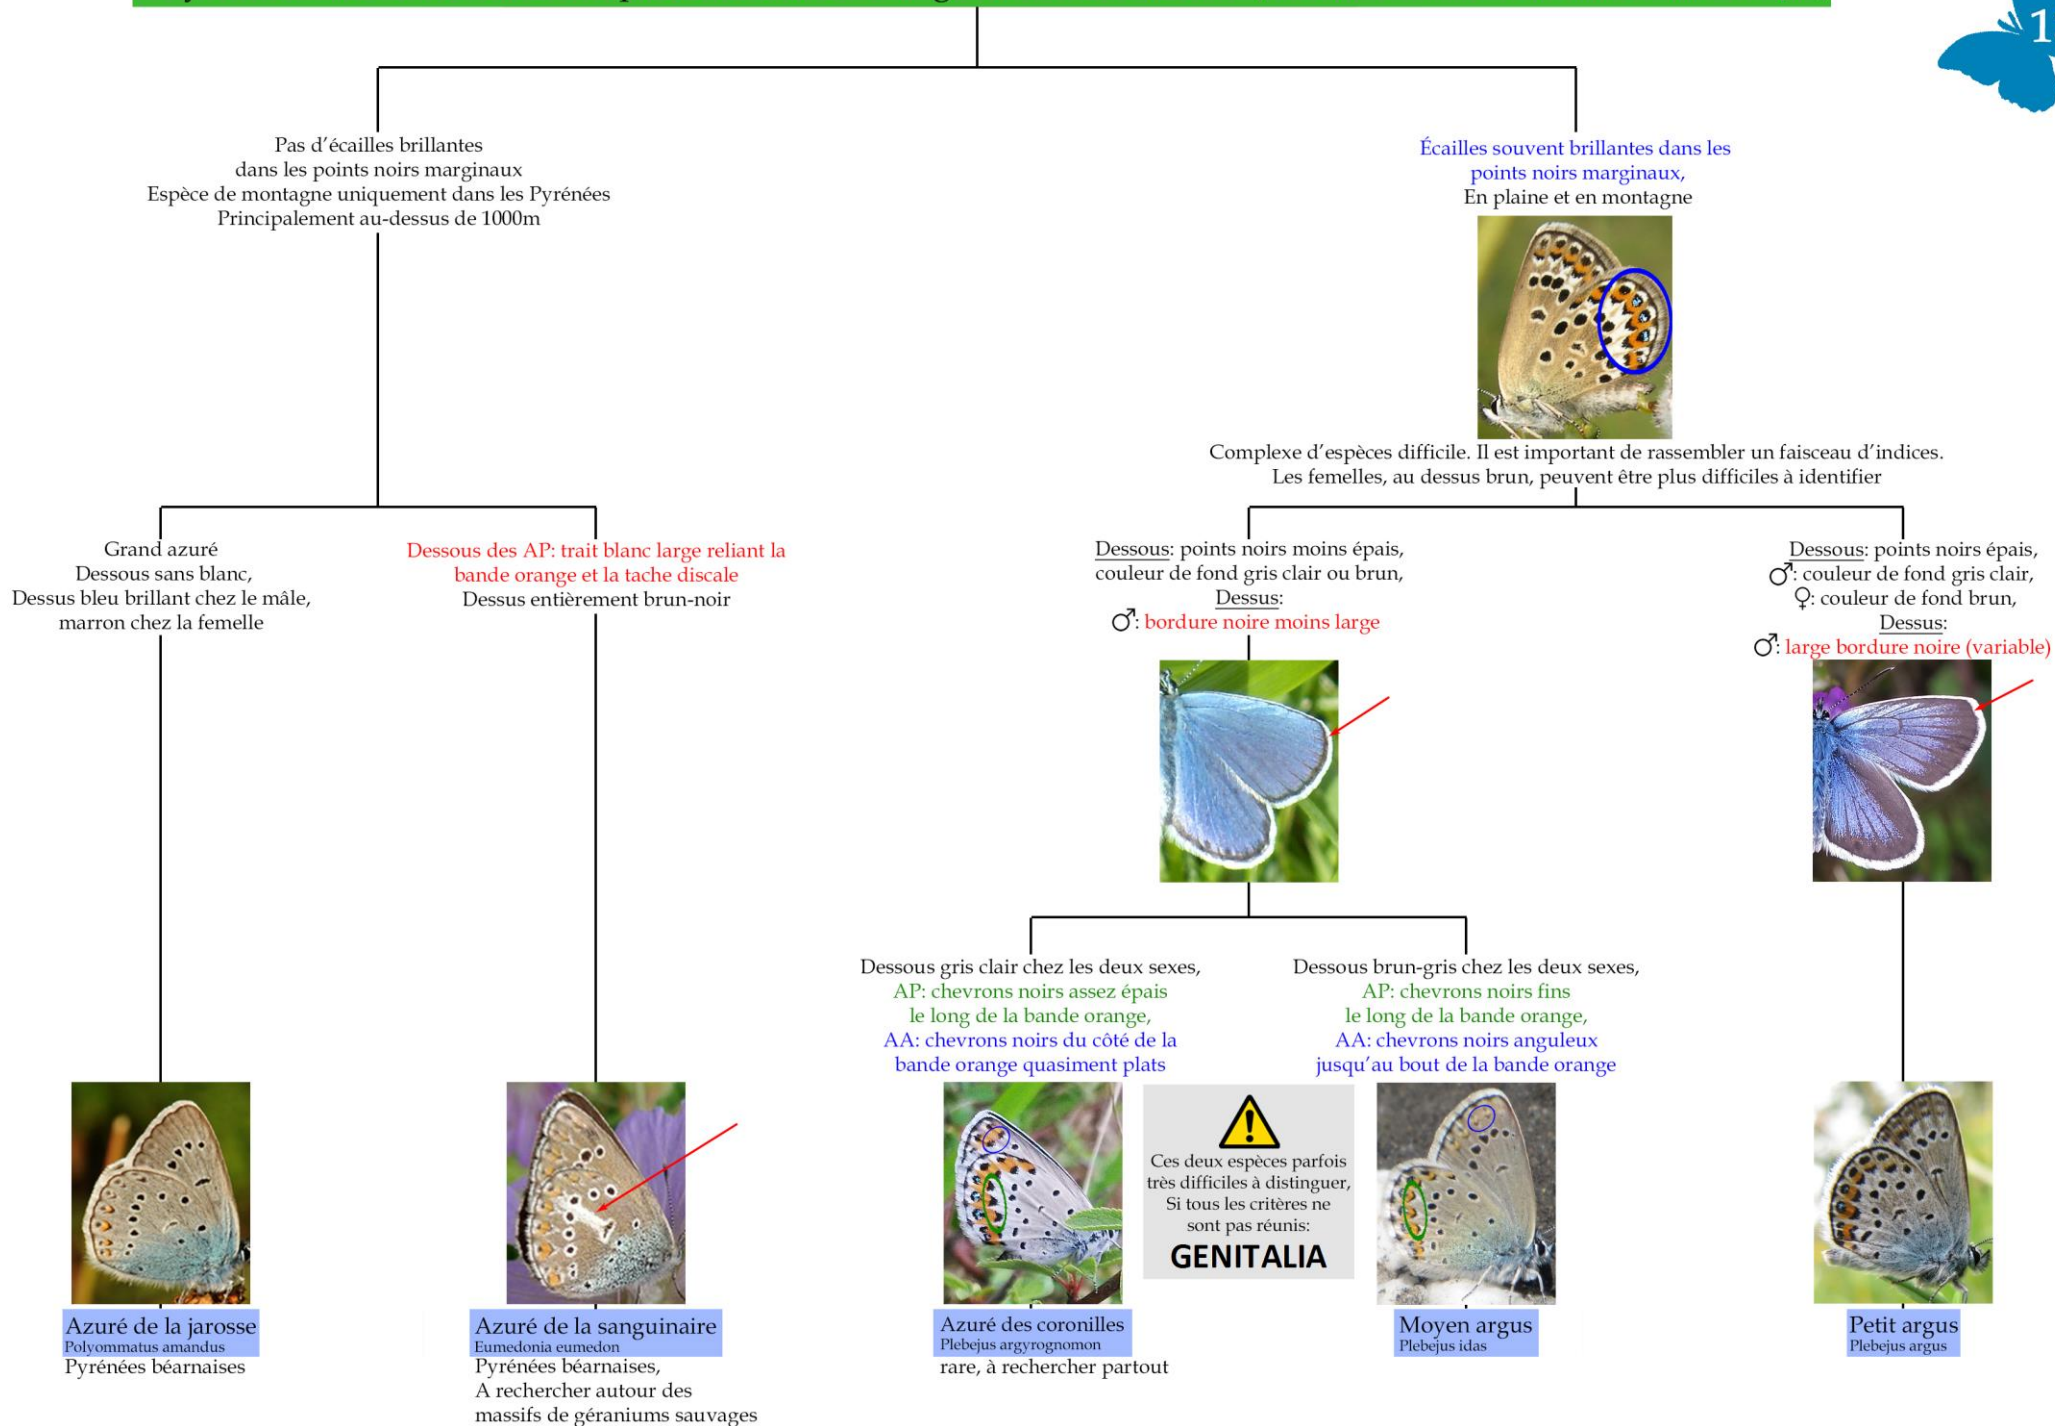 1
Pas d'écailles brillantes
dans les points noirs marginaux
Espèce de montagne uniquement dans les Pyrénées
Principalement au-dessus de 1000m
Écailles souvent brillantes dans les
points noirs marginaux,
En plaine et en montagne
Complexe d'espèces difficile. Il est important de rassembler un faisceau d'indices.
Les femelles, au dessus brun, peuvent être plus difficiles à identifier
Grand azuré
Dessous sans blanc,
Dessus bleu brillant chez le mâle,
marron chez la femelle
Dessous des AP: trait blanc large reliant la
bande orange et la tache discale
Dessus entièrement brun-noir
Dessous: points noirs moins épais,
couleur de fond gris clair ou brun,
Dessus:
♂: bordure noire moins large
Dessous: points noirs épais,
♂: couleur de fond gris clair,
♀: couleur de fond brun,
Dessus:
♂: large bordure noire (variable)
Dessous gris clair chez les deux sexes,
AP: chevrons noirs assez épais
le long de la bande orange,
AA: chevrons noirs du côté de la
bande orange quasiment plats
Dessous brun-gris chez les deux sexes,
AP: chevrons noirs fins
le long de la bande orange,
AA: chevrons noirs anguleux
jusqu'au bout de la bande orange
Ces deux espèces parfois
très difficiles à distinguer,
Si tous les critères ne
sont pas réunis:
GENITALIA
Azuré de la jarosse
Polyommatus amandus
Pyrénées béarnaises
Azuré de la sanguinaire
Eumedonia eumedon
Pyrénées béarnaises,
A rechercher autour des
massifs de géraniums sauvages
Azuré des coronilles
Plebejus argyrognomon
rare, à rechercher partout
Moyen argus
Plebejus idas
Petit argus
Plebejus argus